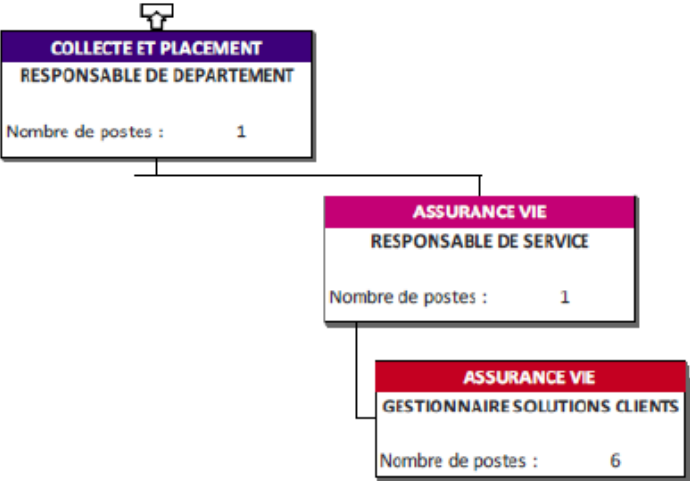 COLLECTE ET PLACEMENT
RESPONSABLE DE DEPARTEMENT
Nombre de postes : 1
ASSURANCE VIE
RESPONSABLE DE SERVICE
Nombre de postes : 1
ASSURANCE VIE
GESTIONNAIRE SOLUTIONS CLIENTS
Nombre de postes : 6